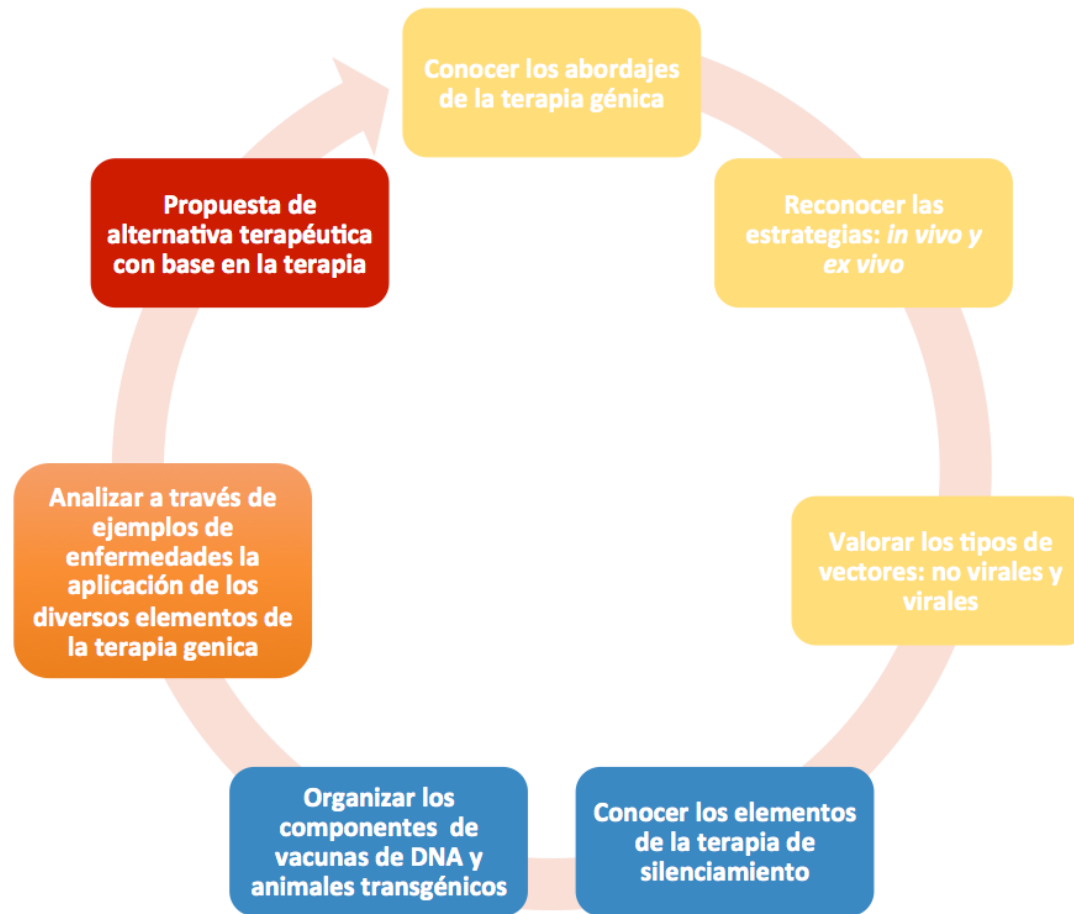 Conocer los abordajes
de la terapia génica
Reconocer las
estrategias: in vivo y
ex vivo
Valorar los tipos de
vectores: no virales y
virales
Conocer los elementos
de la terapia de
silenciamiento
Organizar los
componentes de
vacunas de DNA y
animales transgénicos
Analizar a través de
ejemplos de
enfermedades la
aplicación de los
diversos elementos de
la terapia genica
Propuesta de
alternativa terapéutica
con base en la terapia